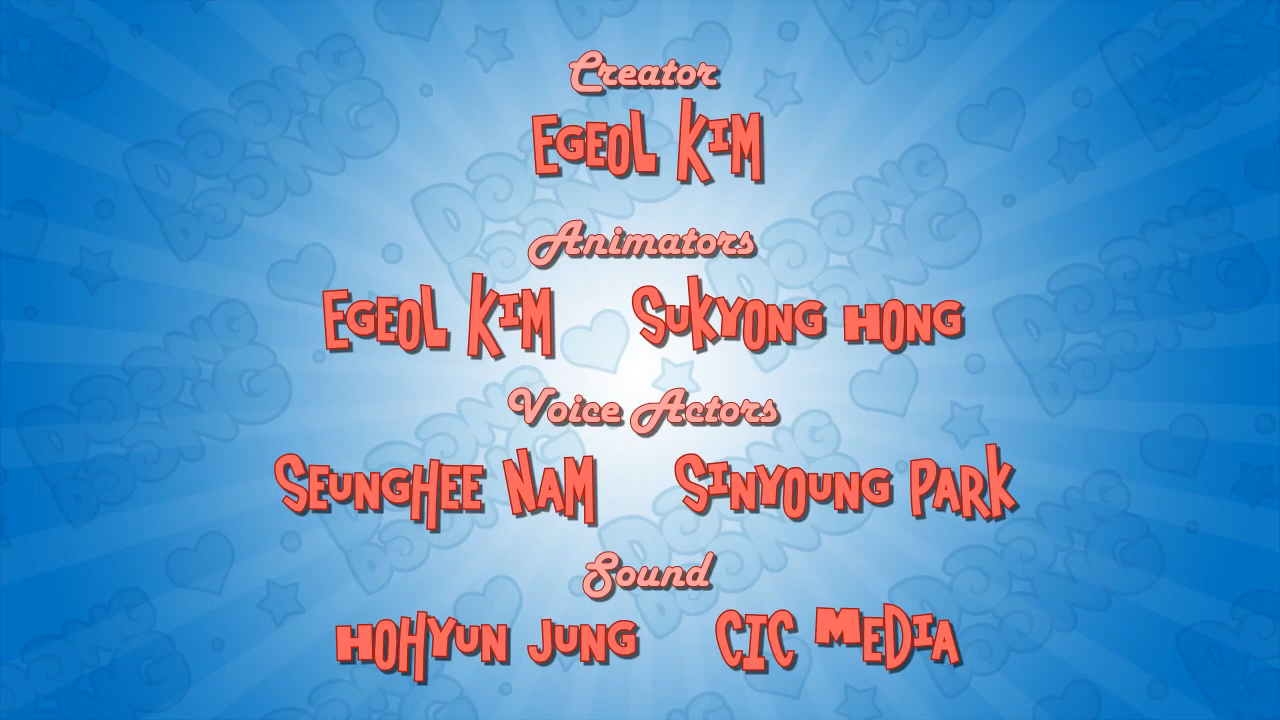 Creator
EGEOL KIM
Animators
EGEOL KIM SUKYONG HONG
Voice Actors
SEUNGHEE NAM SINYOUNG PARK
Sound
HOHYUN JUNG CIC MEDIA